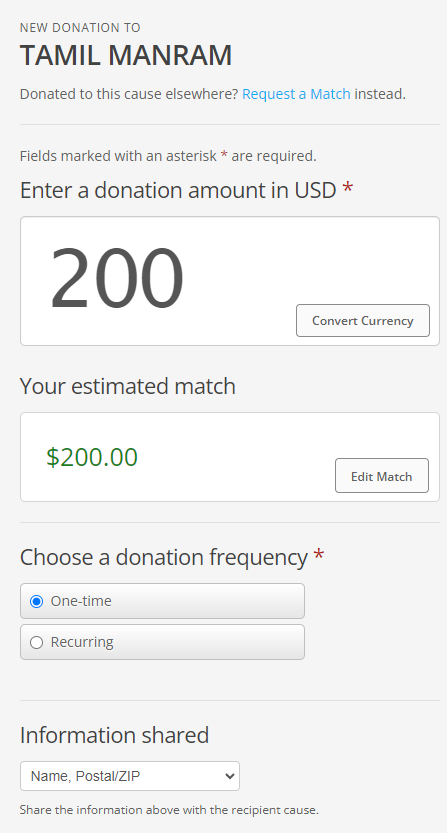 NEW DONATION TO
TAMIL MANRAM
Donated to this cause elsewhere? Request a Match instead.
Fields marked with an asterisk * are required.
Enter a donation amount in USD *
200
Convert Currency
Your estimated match
$200.00
Edit Match
Choose a donation frequency *
One-time
Recurring
Information shared
Name, Postal/ZIP
Share the information above with the recipient cause.